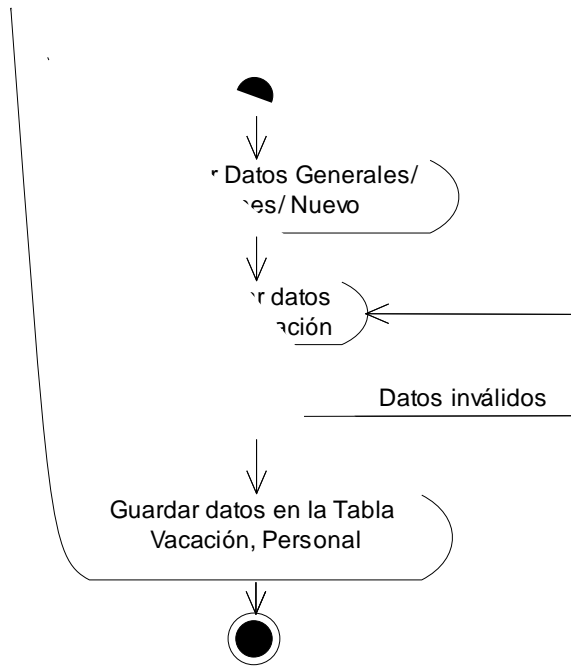 Datos Generales/
Nuevo
datos
Datos inválidos
Guardar datos en la Tabla
Vacación, Personal